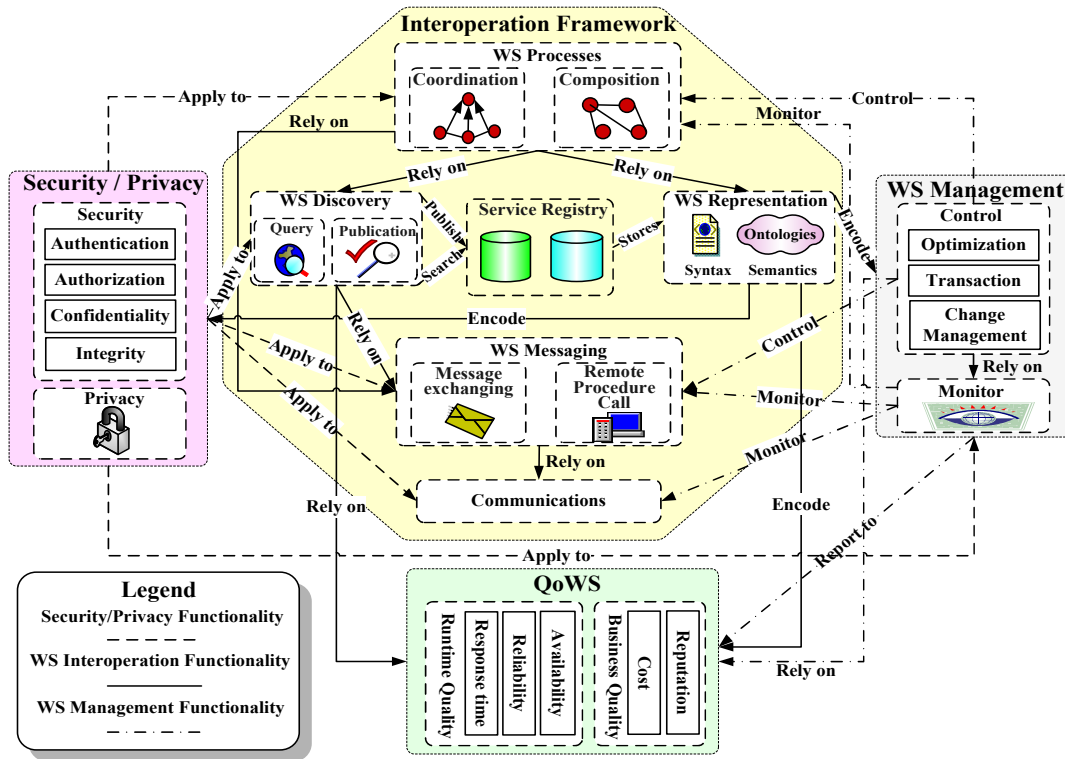 Interoperation Framework
WS Processes
Coordination
Composition
Apply to
Control
Monitor
Rely on
Rely on
Rely on
Security / Privacy
Security
Authentication
Authorization
Confidentiality
Integrity
Privacy
WS Discovery
Query
Publication
Publish
Search
Service Registry
Stores
WS Representation
Ontologies
Syntax
Semantics
Encode
WS Management
Control
Optimization
Transaction
Change
Management
Rely on
Monitor
Apply to
Encode
Rely on
Apply to
Apply to
Control
Monitor
Monitor
WS Messaging
Message
exchanging
Remote
Procedure
Call
Rely on
Communications
Rely on
Encode
Report to
Apply to
Rely on
QoWS
Runtime Quality
Response time
Reliability
Availability
Business Quality
Cost
Reputation
Legend
Security/Privacy Functionality
WS Interoperation Functionality
WS Management Functionality